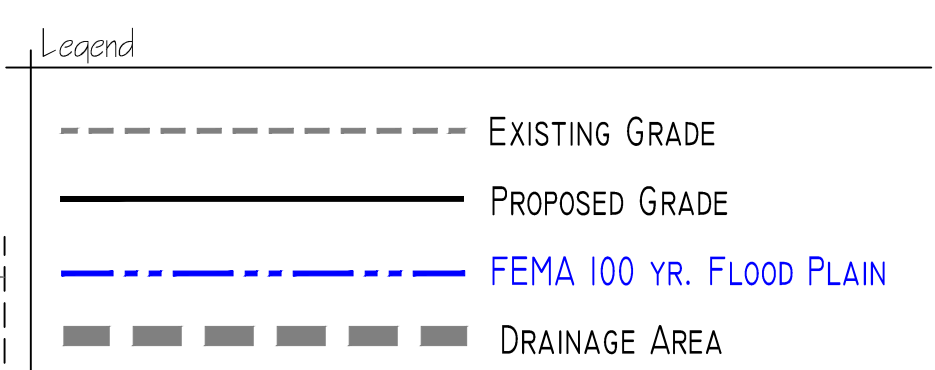 Legend
Existing Grade
Proposed Grade
FEMA 100 yr. Flood Plain
Drainage Area